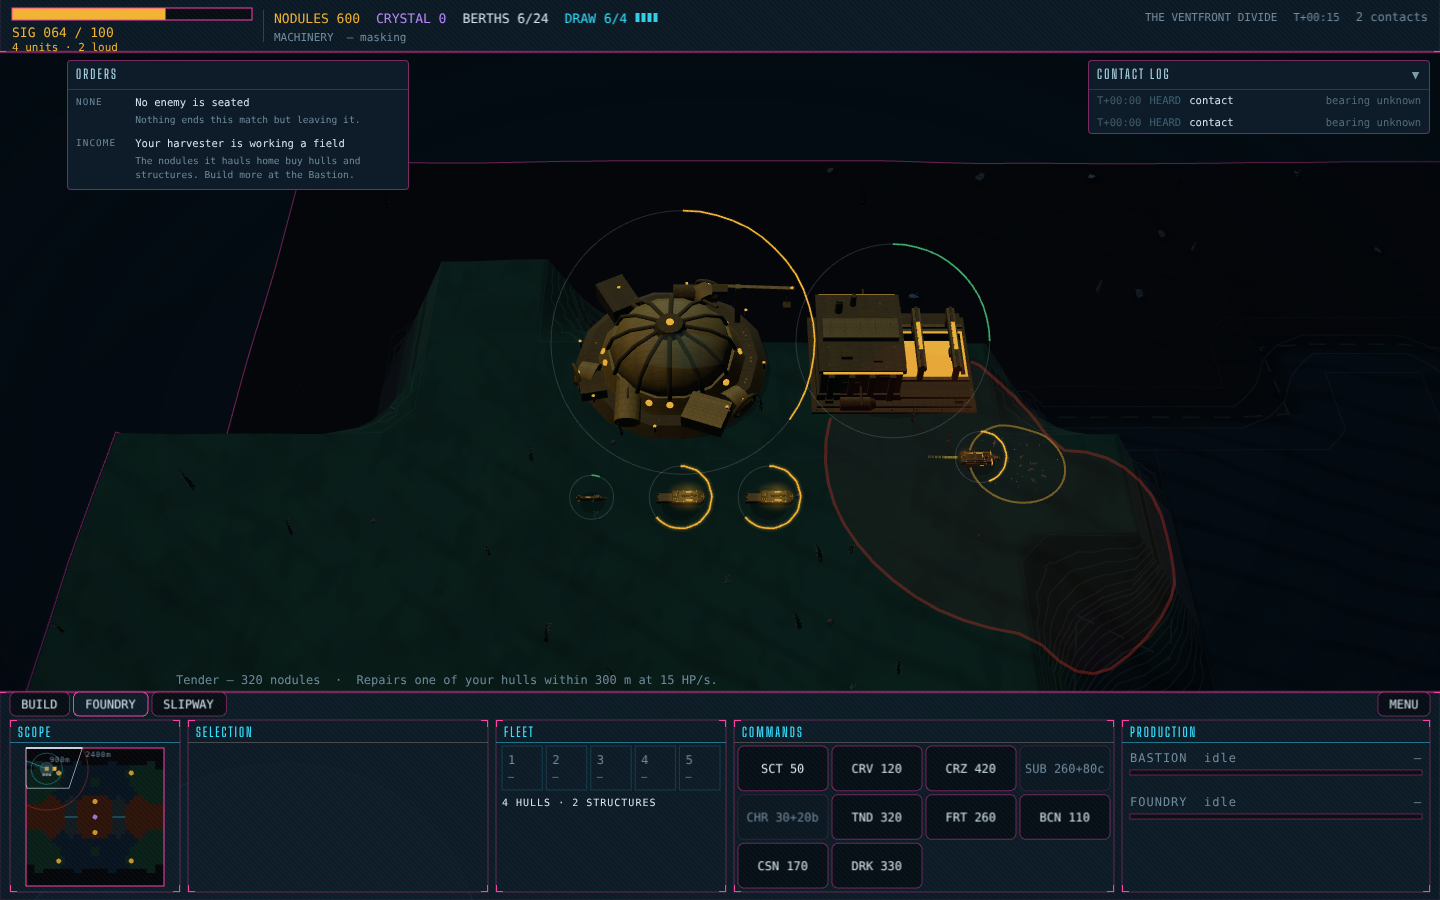 SIG 064 / 100
4 units · 2 loud
NODULES 600 CRYSTAL 0 BERTHS 6/24 DRAW 6/4
MACHINERY — masking
THE VENTFRONT DIVIDE T+00:15 2 contacts
ORDERS
NONE No enemy is seated
Nothing ends this match but leaving it.
INCOME Your harvester is working a field
The nodules it hauls home buy hulls and
structures. Build more at the Bastion.
CONTACT LOG ▼
T+00:00 HEARD contact bearing unknown
T+00:00 HEARD contact bearing unknown
Tender — 320 nodules · Repairs one of your hulls within 300 m at 15 HP/s.
BUILD FOUNDRY SLIPWAY MENU
SCOPE
900m 2400m
SELECTION
FLEET
1 2 3 4 5
— — — — —
4 HULLS · 2 STRUCTURES
COMMANDS
SCT 50 CRV 120 CRZ 420 SUB 260+80c
CHR 30+20b TND 320 FRT 260 BCN 110
CSN 170 DRK 330
PRODUCTION
BASTION idle —
FOUNDRY idle —